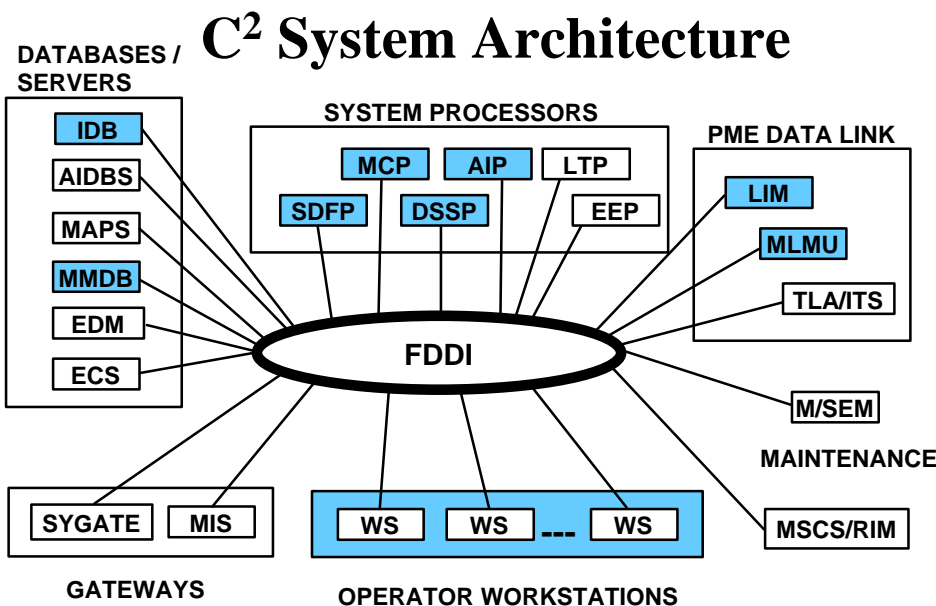 C² System Architecture
DATABASES /
SERVERS
IDB
AIDBS
MAPS
MMDB
EDM
ECS
SYSTEM PROCESSORS
MCP
AIP
LTP
SDFP
DSSP
EEP
PME DATA LINK
LIM
MLMU
TLA/ITS
FDDI
M/SEM
MAINTENANCE
MSCS/RIM
SYGATE
MIS
GATEWAYS
WS
WS
---
WS
OPERATOR WORKSTATIONS